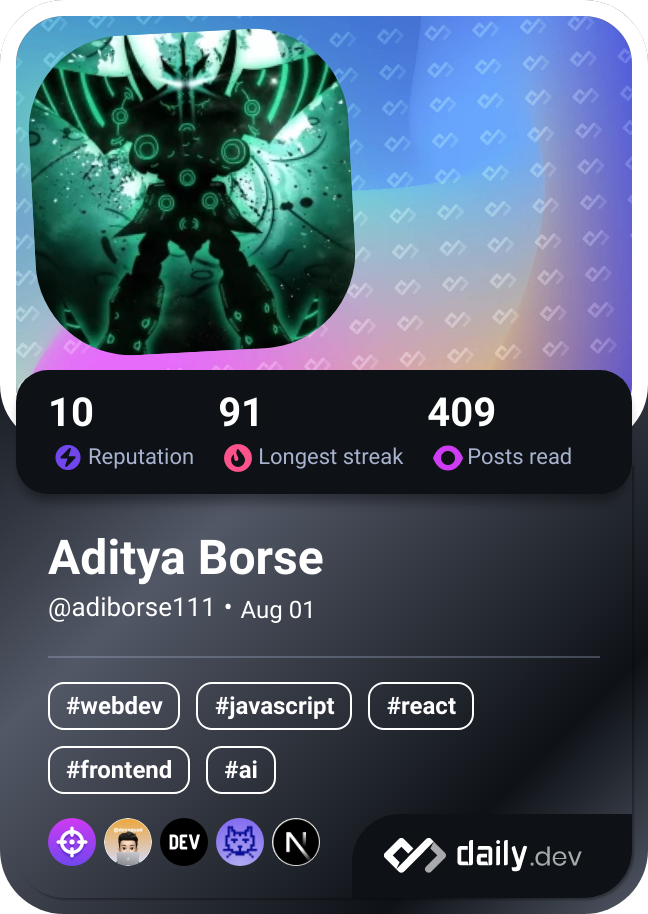 10 91 409
Reputation Longest streak Posts read
Aditya Borse
@adiborse111 • Aug 01
#webdev #javascript #react
#frontend #ai
DEV N
daily.dev